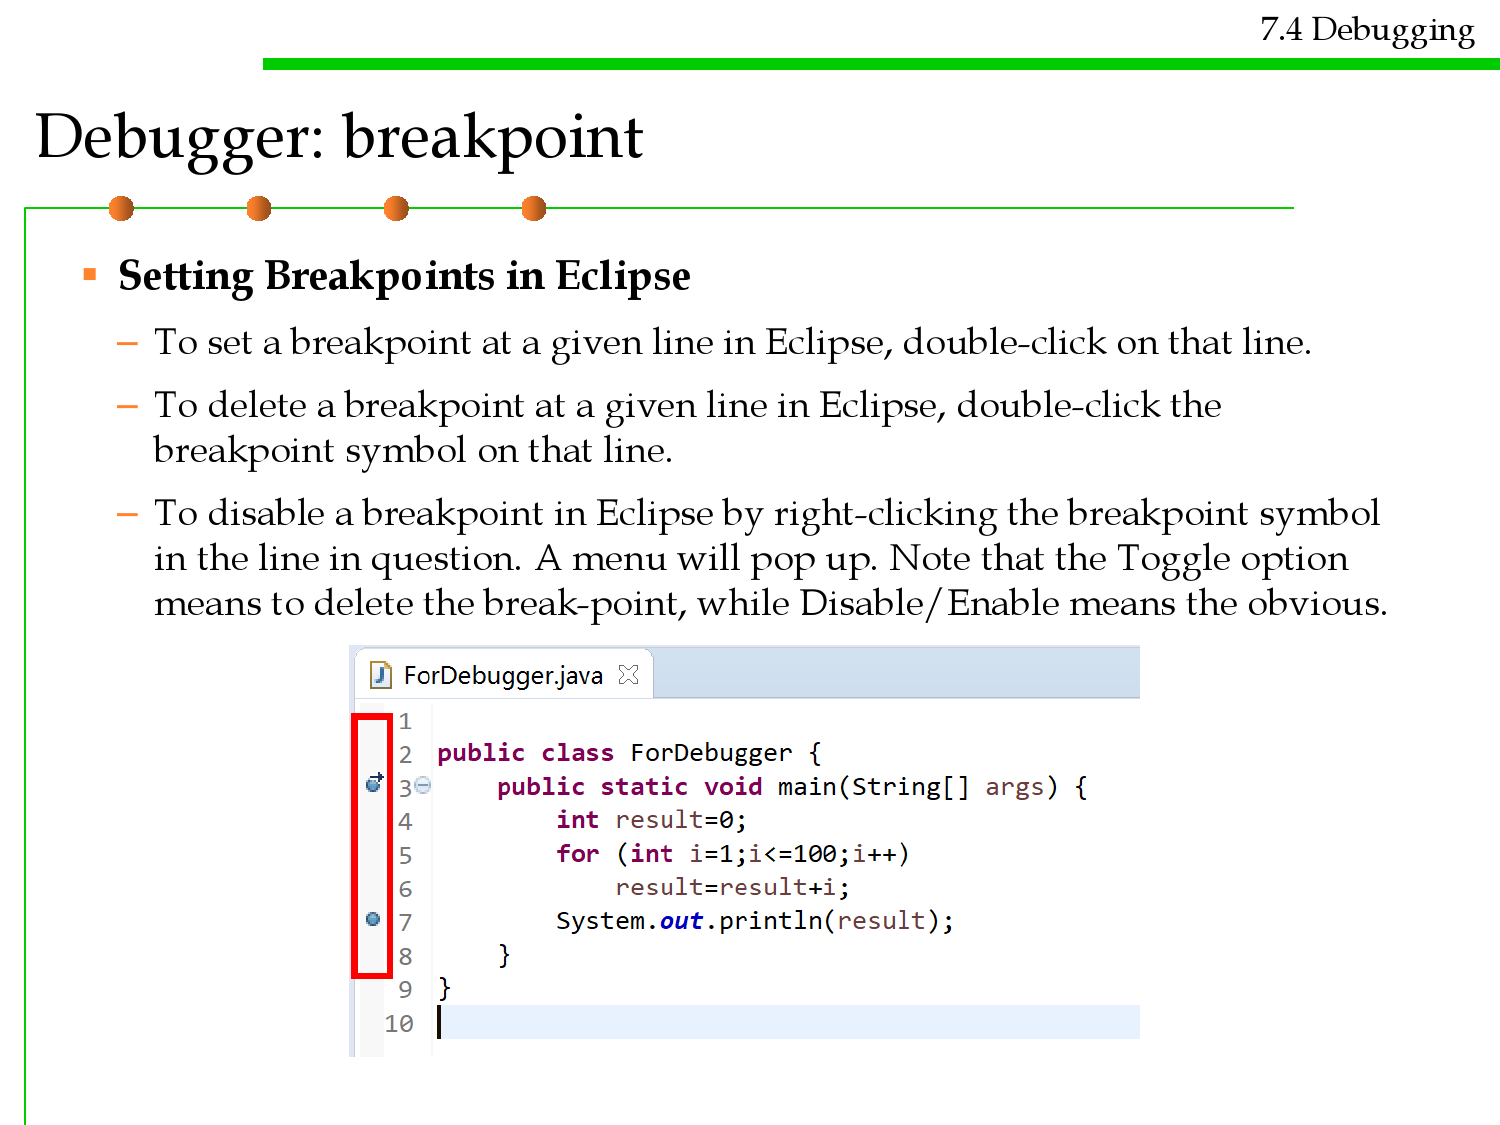 7.4 Debugging
Debugger: breakpoint
▪ Setting Breakpoints in Eclipse
– To set a breakpoint at a given line in Eclipse, double-click on that line.
– To delete a breakpoint at a given line in Eclipse, double-click the
breakpoint symbol on that line.
– To disable a breakpoint in Eclipse by right-clicking the breakpoint symbol
in the line in question. A menu will pop up. Note that the Toggle option
means to delete the break-point, while Disable/Enable means the obvious.
ForDebugger.java
1
2 public class ForDebugger {
3     public static void main(String[] args) {
4         int result=0;
5         for (int i=1;i<=100;i++)
6             result=result+i;
7         System.out.println(result);
8     }
9 }
10